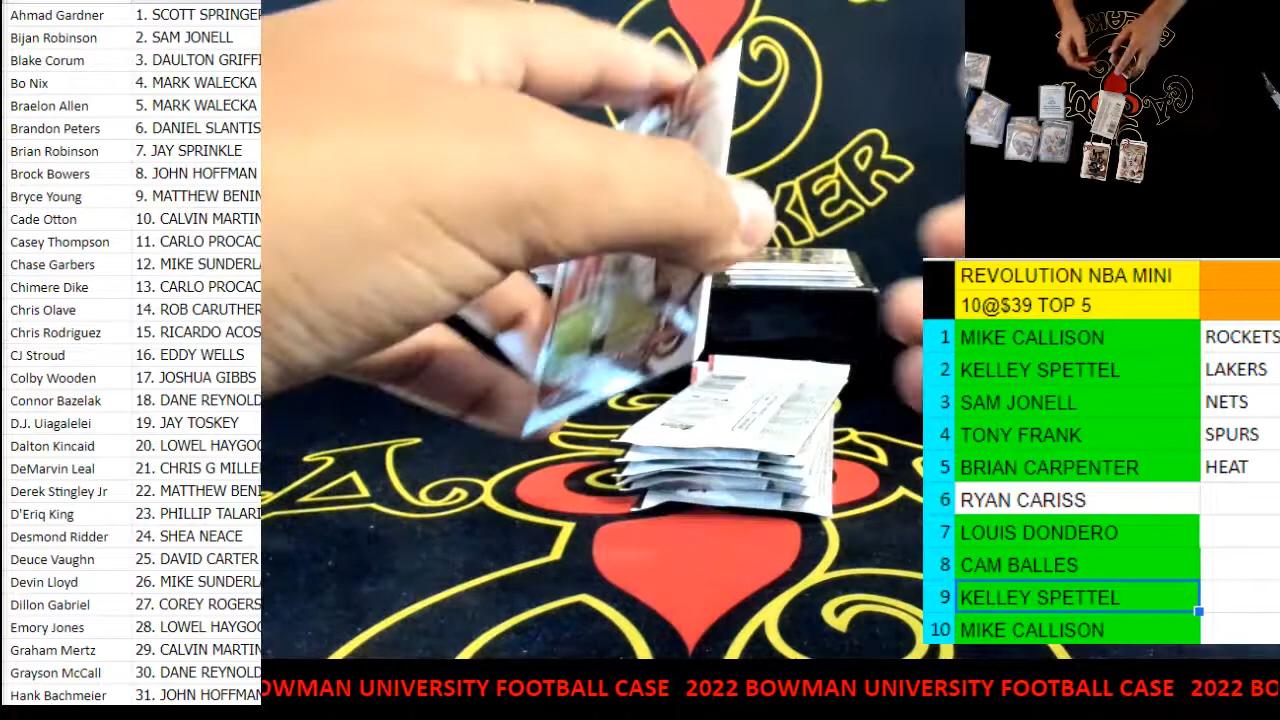 Ahmad Gardner 1. SCOTT SPRINGER
Bijan Robinson 2. SAM JONELL
Blake Corum 3. DAULTON GRIFFI
Bo Nix 4. MARK WALECKA
Braelon Allen 5. MARK WALECKA
Brandon Peters 6. DANIEL SLANTIS
Brian Robinson 7. JAY SPRINKLE
Brock Bowers 8. JOHN HOFFMAN
Bryce Young 9. MATTHEW BENIN
Cade Otton 10. CALVIN MARTIN
Casey Thompson 11. CARLO PROCAC
Chase Garbers 12. MIKE SUNDERLA
Chimere Dike 13. CARLO PROCAC
Chris Olave 14. ROB CARUTHER
Chris Rodriguez 15. RICARDO ACOS
CJ Stroud 16. EDDY WELLS
Colby Wooden 17. JOSHUA GIBBS
Connor Bazelak 18. DANE REYNOLD
D.J. Uiagalelei 19. JAY TOSKEY
Dalton Kincaid 20. LOWEL HAYGOO
DeMarvin Leal 21. CHRIS G MILLE
Derek Stingley Jr 22. MATTHEW BENI
D'Eriq King 23. PHILLIP TALARI
Desmond Ridder 24. SHEA NEACE
Deuce Vaughn 25. DAVID CARTER
Devin Lloyd 26. MIKE SUNDERLA
Dillon Gabriel 27. COREY ROGERS
Emory Jones 28. LOWEL HAYGOO
Graham Mertz 29. CALVIN MARTIN
Grayson McCall 30. DANE REYNOLD
Hank Bachmeier 31. JOHN HOFFMAN
KER
REVOLUTION NBA MINI
10@$39 TOP 5
1 MIKE CALLISON ROCKETS
2 KELLEY SPETTEL LAKERS
3 SAM JONELL NETS
4 TONY FRANK SPURS
5 BRIAN CARPENTER HEAT
6 RYAN CARISS
7 LOUIS DONDERO
8 CAM BALLES
9 KELLEY SPETTEL
10 MIKE CALLISON
OWMAN UNIVERSITY FOOTBALL CASE 2022 BOWMAN UNIVERSITY FOOTBALL CASE 2022 BO